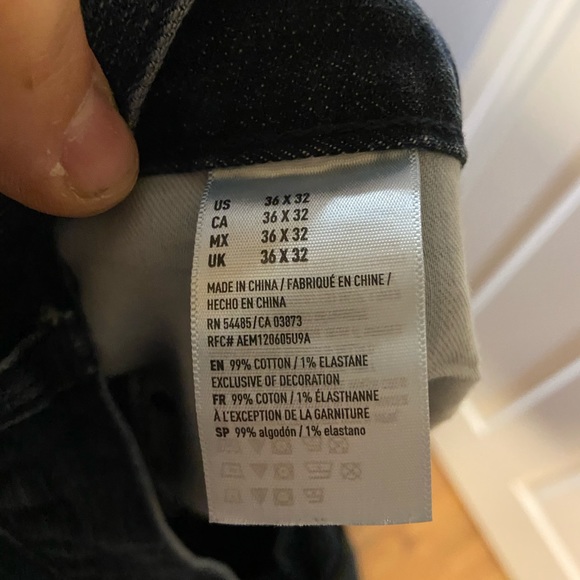 US 36 X 32
CA 36 X 32
MX 36 X 32
UK 36 X 32
MADE IN CHINA / FABRIQUÉ EN CHINE /
HECHO EN CHINA
RN 54485/CA 03873
RFC# AEM120605U9A
EN 99% COTTON / 1% ELASTANE
EXCLUSIVE OF DECORATION
FR 99% COTON / 1% ÉLASTHANNE
À L'EXCEPTION DE LA GARNITURE
SP 99% algodón / 1% elastano